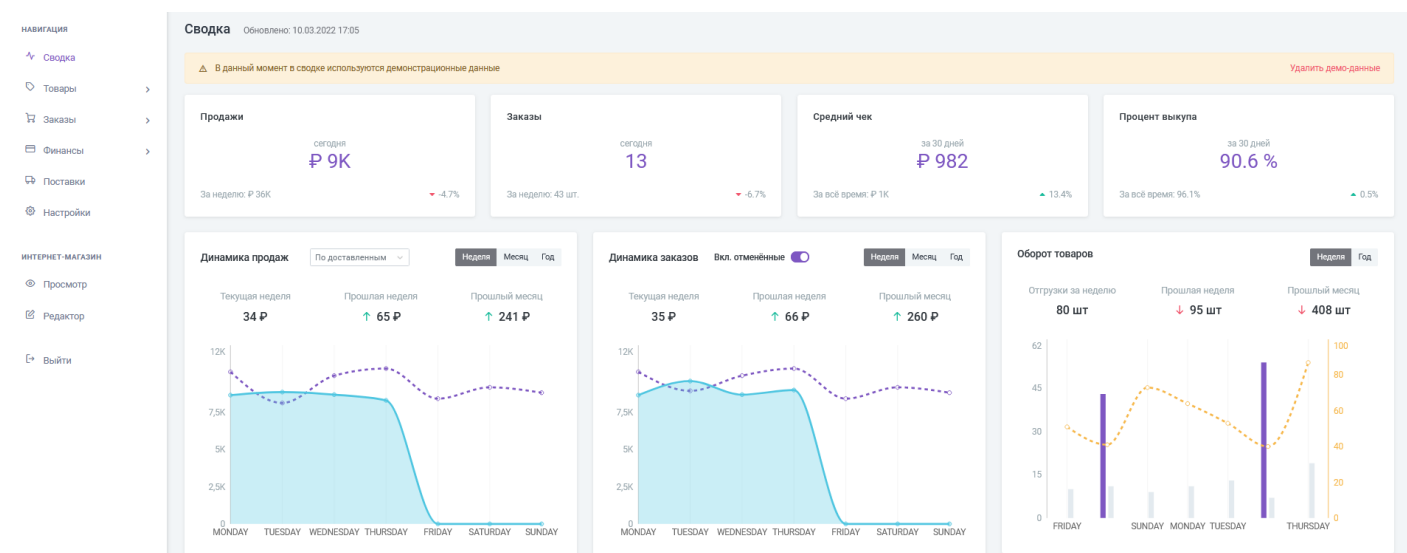 НАВИГАЦИЯ
Сводка
Товары
Заказы
Финансы
Поставки
Настройки
ИНТЕРНЕТ-МАГАЗИН
Просмотр
Редактор
Выйти
Сводка Обновлено: 10.03.2022 17:05
В данный момент в сводке используются демонстрационные данные Удалить демо-данные
Продажи
сегодня
₽ 9K
За неделю: ₽ 36K -4.7%
Заказы
сегодня
13
За неделю: 43 шт. -6.7%
Средний чек
за 30 дней
₽ 982
За всё время: ₽ 1K 13.4%
Процент выкупа
за 30 дней
90.6 %
За всё время: 96.1% 0.5%
Динамика продаж По доставленным Неделя Месяц Год
Текущая неделя Прошлая неделя Прошлый месяц
34 ₽ ↑ 65 ₽ ↑ 241 ₽
12K
7,5K
5K
2,5K
0
MONDAY TUESDAY WEDNESDAY THURSDAY FRIDAY SATURDAY SUNDAY
Динамика заказов Вкл. отменённые Неделя Месяц Год
Текущая неделя Прошлая неделя Прошлый месяц
35 ₽ ↑ 66 ₽ ↑ 260 ₽
12K
7,5K
5K
2,5K
0
MONDAY TUESDAY WEDNESDAY THURSDAY FRIDAY SATURDAY SUNDAY
Оборот товаров Неделя Год
Отгрузки за неделю Прошлая неделя Прошлый месяц
80 шт ↓ 95 шт ↓ 408 шт
62 100
80
45
60
30
40
15
20
0 0
FRIDAY SUNDAY MONDAY TUESDAY THURSDAY